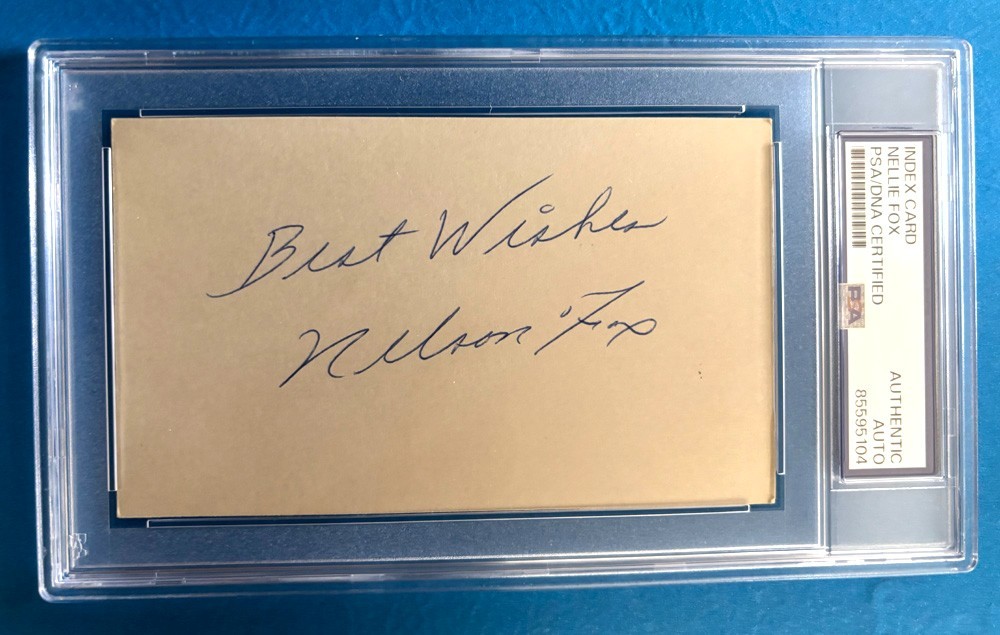 Best Wishes
Nelson Fox
INDEX CARD
NELLIE FOX
PSA/DNA CERTIFIED
PSA
AUTHENTIC
AUTO
85595104